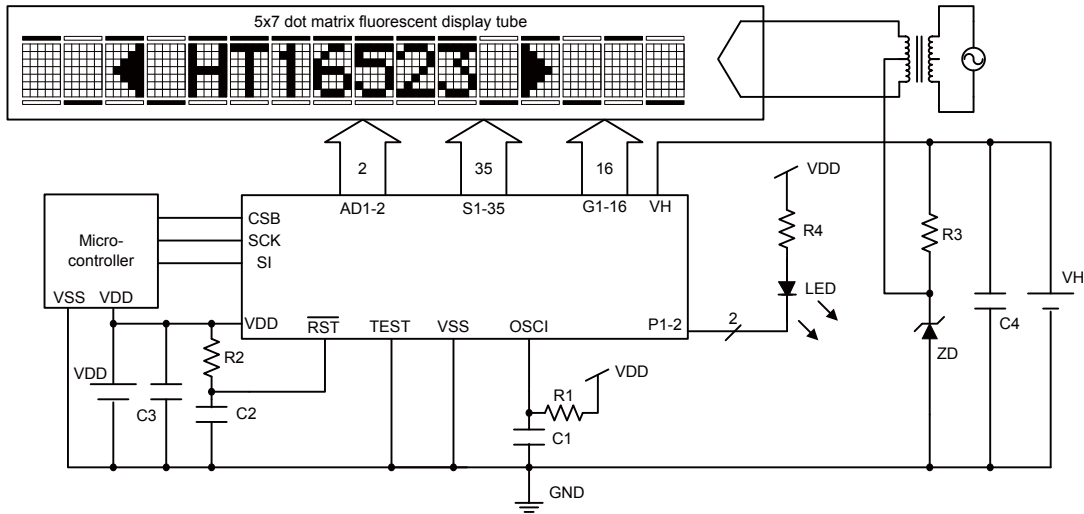 5x7 dot matrix fluorescent display tube
HT16523
2
35
16
VDD
AD1-2
S1-35
G1-16
VH
CSB
SCK
SI
Micro-
controller
R4
R3
VSS
VDD
LED
VH
VDD
RST
TEST
VSS
OSCI
P1-2
2
C4
R2
ZD
VDD
VDD
R1
C3
C2
C1
GND